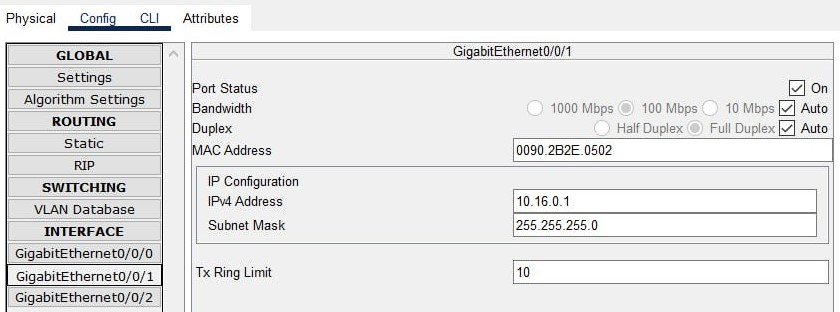 Physical Config CLI Attributes
GLOBAL
Settings
Algorithm Settings
ROUTING
Static
RIP
SWITCHING
VLAN Database
INTERFACE
GigabitEthernet0/0/0
GigabitEthernet0/0/1
GigabitEthernet0/0/2
GigabitEthernet0/0/1
Port Status On
Bandwidth 1000 Mbps 100 Mbps 10 Mbps Auto
Duplex Half Duplex Full Duplex Auto
MAC Address 0090.2B2E.0502
IP Configuration
IPv4 Address 10.16.0.1
Subnet Mask 255.255.255.0
Tx Ring Limit 10